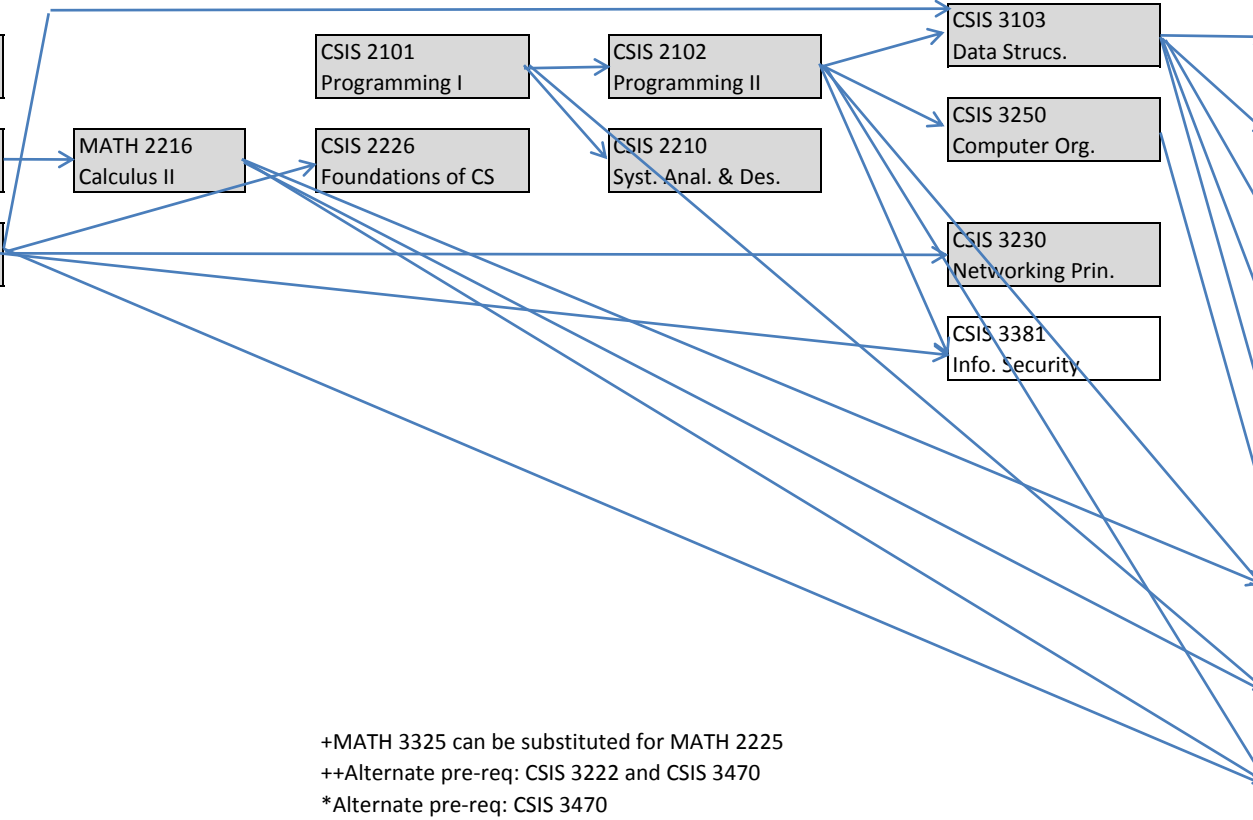 CSIS 3103
Data Strucs.
CSIS 2101
Programming I
CSIS 2102
Programming II
CSIS 3250
Computer Org.
MATH 2216
Calculus II
CSIS 2226
Foundations of CS
CSIS 2210
Syst. Anal. & Des.
CSIS 3230
Networking Prin.
CSIS 3381
Info. Security
+MATH 3325 can be substituted for MATH 2225
++Alternate pre-req: CSIS 3222 and CSIS 3470
*Alternate pre-req: CSIS 3470